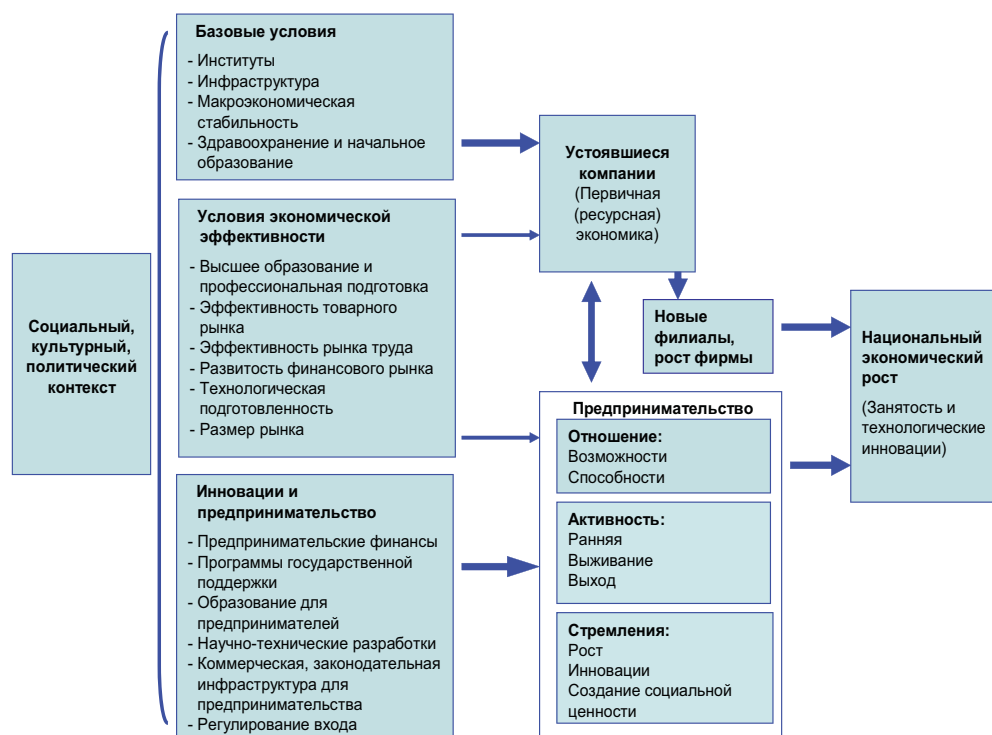 Социальный,
культурный,
политический
контекст
Базовые условия
- Институты
- Инфраструктура
- Макроэкономическая
стабильность
- Здравоохранение и начальное
образование
Условия экономической
эффективности
- Высшее образование и
профессиональная подготовка
- Эффективность товарного
рынка
- Эффективность рынка труда
- Развитость финансового рынка
- Технологическая
подготовленность
- Размер рынка
Инновации и
предпринимательство
- Предпринимательские финансы
- Программы государственной
поддержки
- Образование для
предпринимателей
- Научно-технические разработки
- Коммерческая, законодательная
инфраструктура для
предпринимательства
- Регулирование входа
Устоявшиеся
компании
(Первичная
(ресурсная)
экономика)
Новые
филиалы,
рост фирмы
Предпринимательство
Отношение:
Возможности
Способности
Активность:
Ранняя
Выживание
Выход
Стремления:
Рост
Инновации
Создание социальной
ценности
Национальный
экономический
рост
(Занятость и
технологические
инновации)